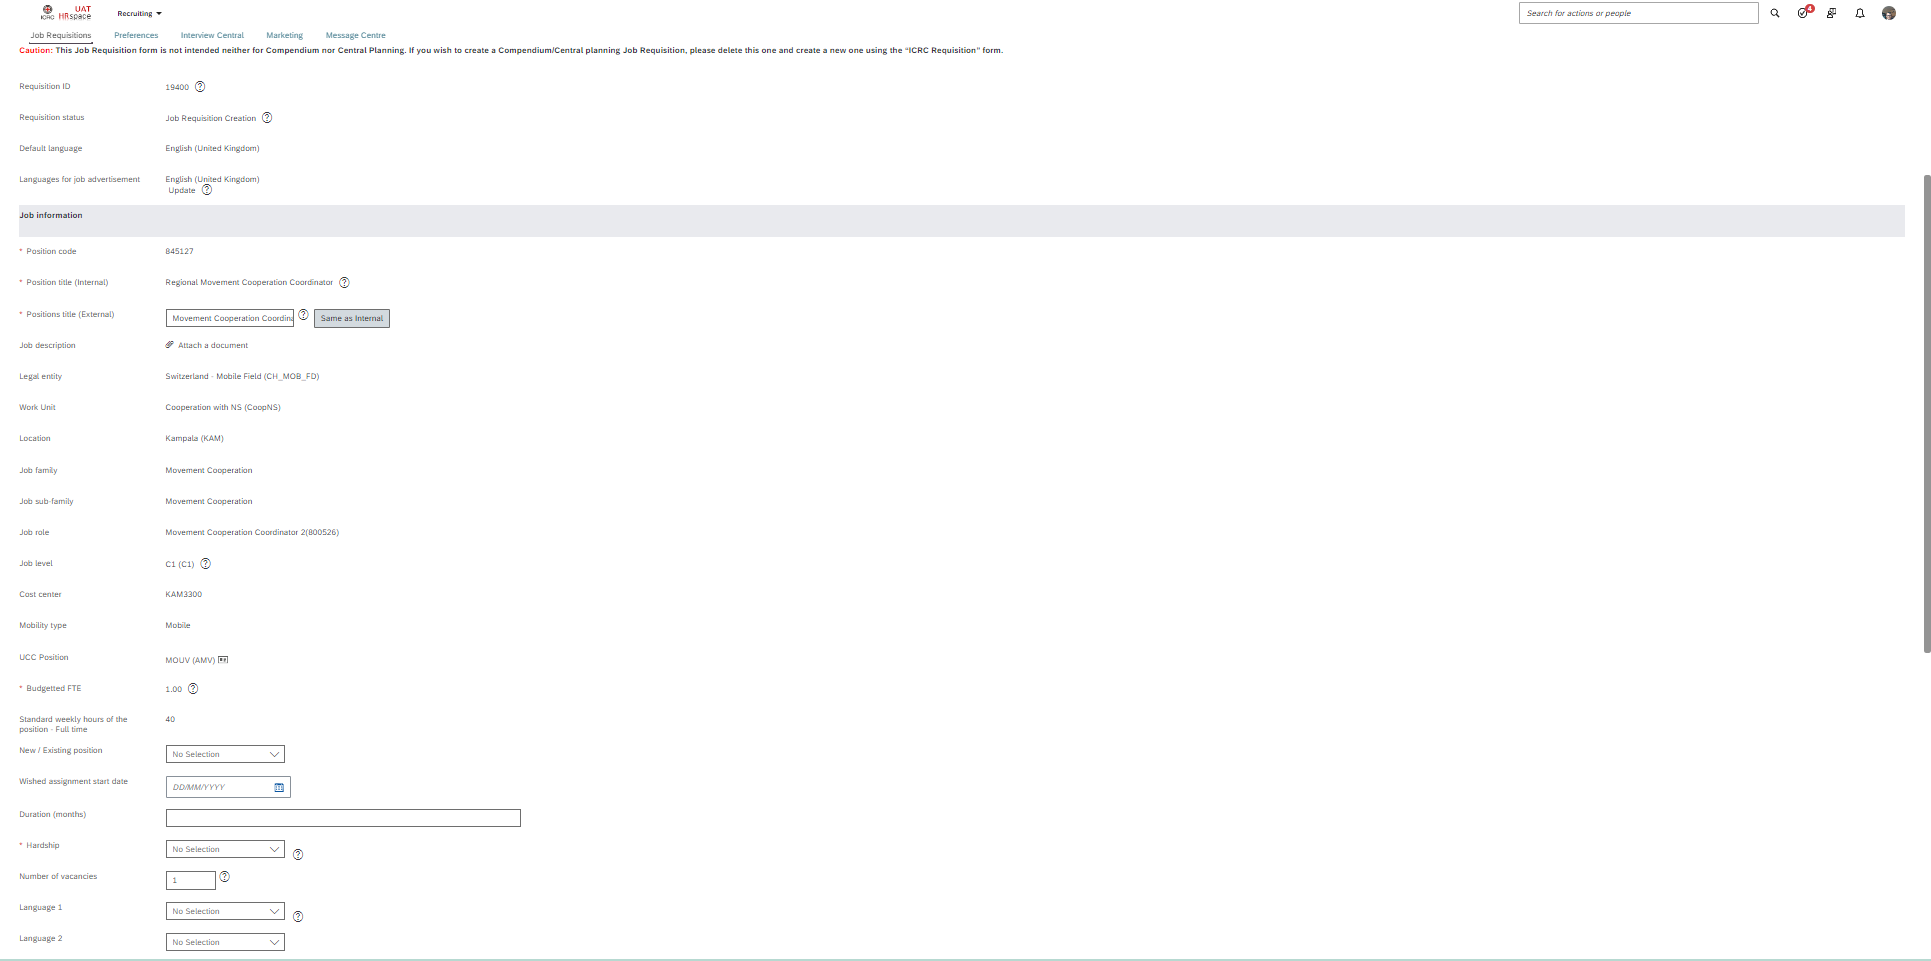 ICRC UAT HRspace Recruiting Search for actions or people 4
Job Requisitions Preferences Interview Central Marketing Message Centre
Caution: This Job Requisition form is not intended neither for Compendium nor Central Planning. If you wish to create a Compendium/Central planning Job Requisition, please delete this one and create a new one using the "ICRC Requisition" form.
Requisition ID 19400
Requisition status Job Requisition Creation
Default language English (United Kingdom)
Languages for job advertisement English (United Kingdom)
Update
Job information
* Position code 845127
* Position title (Internal) Regional Movement Cooperation Coordinator
* Positions title (External) Movement Cooperation Coordina Same as Internal
Job description Attach a document
Legal entity Switzerland - Mobile Field (CH_MOB_FD)
Work Unit Cooperation with NS (CoopNS)
Location Kampala (KAM)
Job family Movement Cooperation
Job sub-family Movement Cooperation
Job role Movement Cooperation Coordinator 2(800526)
Job level C1 (C1)
Cost center KAM3300
Mobility type Mobile
UCC Position MOUV (AMV)
* Budgetted FTE 1.00
Standard weekly hours of the 40
position - Full time
New / Existing position No Selection
Wished assignment start date DD/MM/YYYY
Duration (months)
* Hardship No Selection
Number of vacancies 1
Language 1 No Selection
Language 2 No Selection